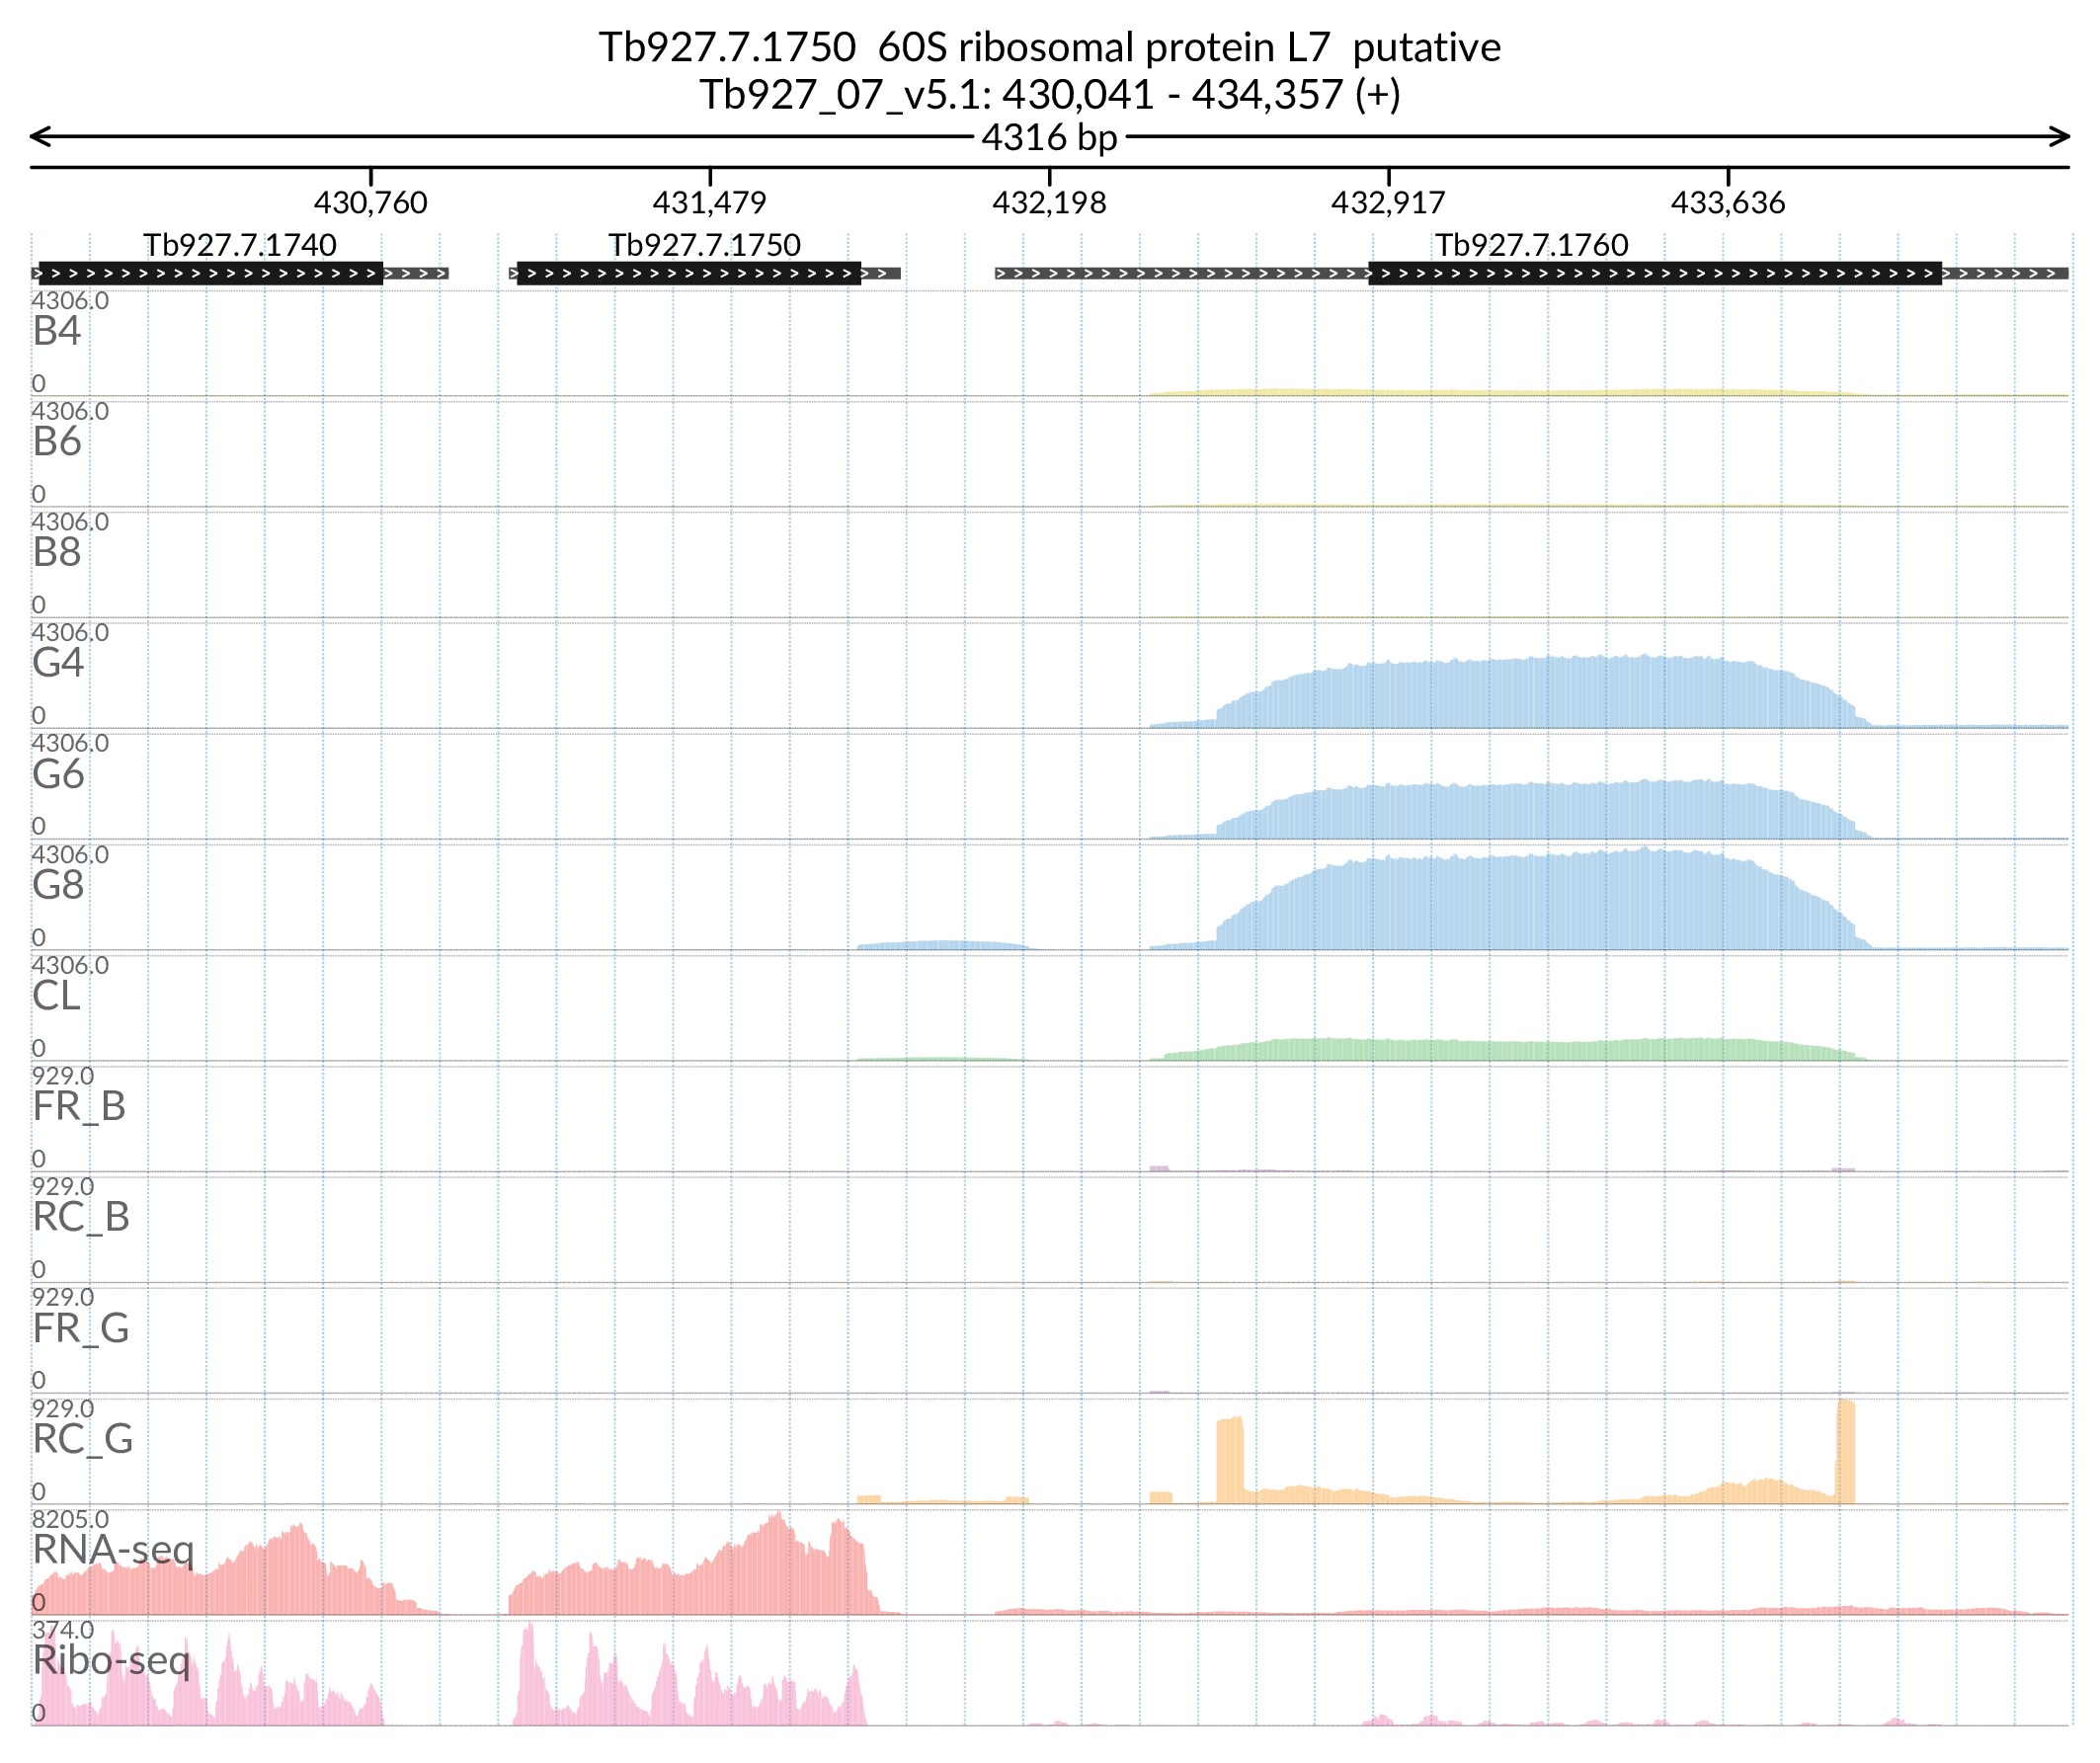 Tb927.7.1750 60S ribosomal protein L7 putative
Tb927_07_v5.1: 430,041 - 434,357 (+)
4316 bp
430,760 431,479 432,198 432,917 433,636
Tb927.7.1740 Tb927.7.1750 Tb927.7.1760
4306.0
B4
0
4306.0
B6
0
4306.0
B8
0
4306.0
G4
0
4306.0
G6
0
4306.0
G8
0
4306.0
CL
0
929.0
FR_B
0
929.0
RC_B
0
929.0
FR_G
0
929.0
RC_G
0
8205.0
RNA-seq
0
374.0
Ribo-seq
0